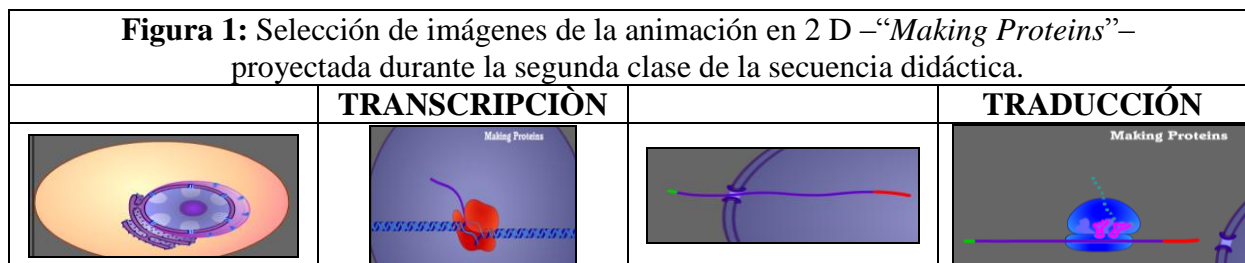 Figura 1: Selección de imágenes de la animación en 2 D –“Making Proteins”–
proyectada durante la segunda clase de la secuencia didáctica.
TRANSCRIPCIÒN
TRADUCCIÓN
Making Proteins
Making Proteins